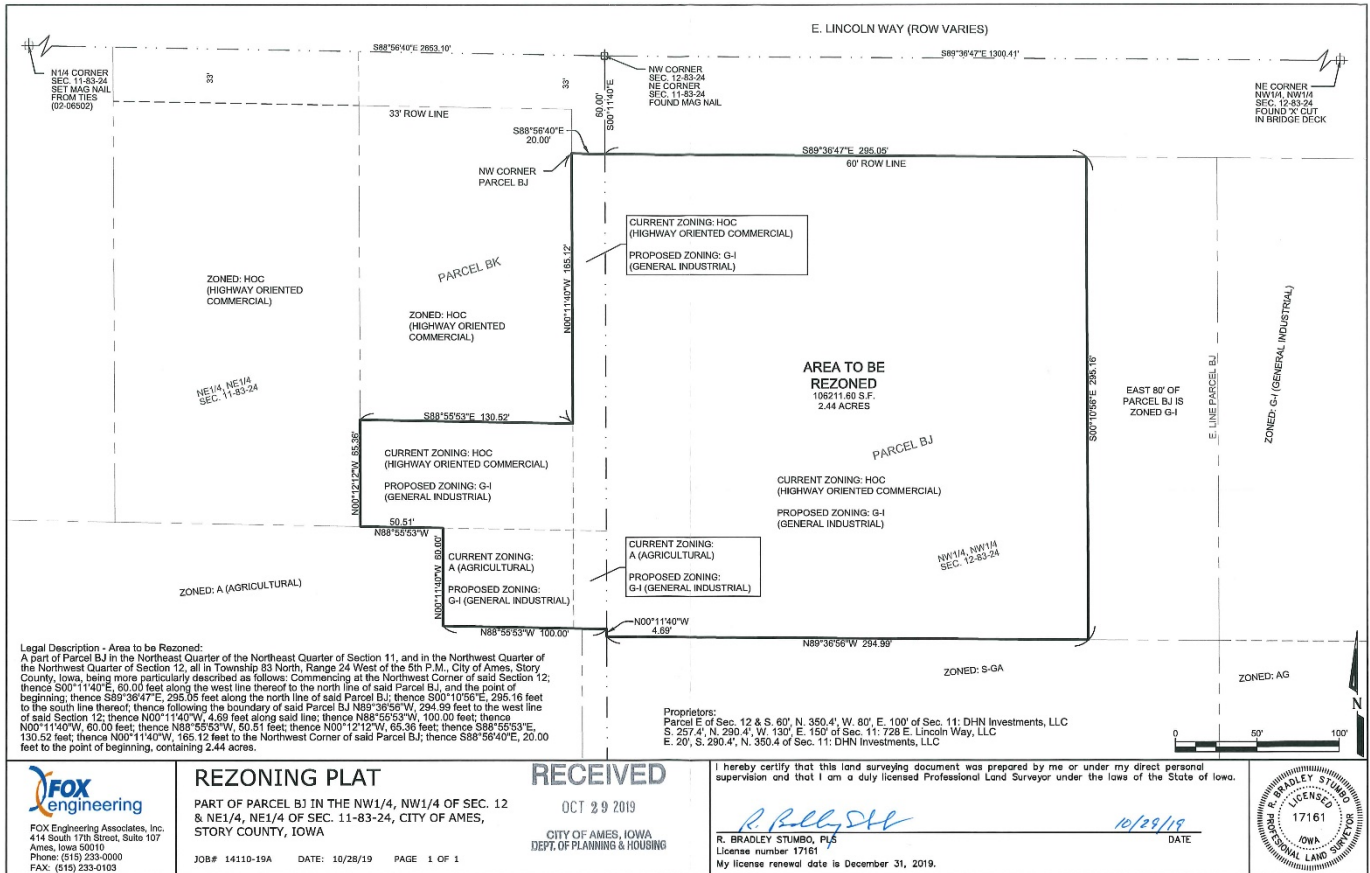 E. LINCOLN WAY (ROW VARIES)
S88°56'40"E 2653.10'
S89°36'47"E 1300.41'
N1/4 CORNER
SEC. 11-83-24
SET MAG NAIL
FROM TIES
(02-06502)
33'
33'
60.00'
S00°11'40"E
NW CORNER
SEC. 12-83-24
NE CORNER
SEC. 11-83-24
FOUND MAG NAIL
NE CORNER
NW1/4, NW1/4
SEC. 12-83-24
FOUND 'X' CUT
IN BRIDGE DECK
33' ROW LINE
S88°56'40"E
20.00'
NW CORNER
PARCEL BJ
S89°36'47"E 295.05'
60' ROW LINE
CURRENT ZONING: HOC
(HIGHWAY ORIENTED COMMERCIAL)
PROPOSED ZONING: G-I
(GENERAL INDUSTRIAL)
ZONED: HOC
(HIGHWAY ORIENTED
COMMERCIAL)
PARCEL BK
ZONED: HOC
(HIGHWAY ORIENTED
COMMERCIAL)
N00°11'40"W 165.12'
NE1/4, NE1/4
SEC. 11-83-24
AREA TO BE
REZONED
106211.60 S.F.
2.44 ACRES
S00°10'56"E 295.16'
EAST 80' OF
PARCEL BJ IS
ZONED G-I
E. LINE PARCEL BJ
ZONED: G-I (GENERAL INDUSTRIAL)
S88°55'53"E 130.52'
N00°12'12"W 65.36'
CURRENT ZONING: HOC
(HIGHWAY ORIENTED COMMERCIAL)
PROPOSED ZONING: G-I
(GENERAL INDUSTRIAL)
PARCEL BJ
CURRENT ZONING: HOC
(HIGHWAY ORIENTED COMMERCIAL)
PROPOSED ZONING: G-I
(GENERAL INDUSTRIAL)
50.51'
N88°55'53"W
N00°11'40"W 60.00'
CURRENT ZONING:
A (AGRICULTURAL)
PROPOSED ZONING:
G-I (GENERAL INDUSTRIAL)
CURRENT ZONING:
A (AGRICULTURAL)
PROPOSED ZONING:
G-I (GENERAL INDUSTRIAL)
NW1/4, NW1/4
SEC. 12-83-24
ZONED: A (AGRICULTURAL)
N88°55'53"W 100.00'
N00°11'40"W
4.69'
N89°36'56"W 294.99'
ZONED: S-GA
ZONED: AG
Legal Description - Area to be Rezoned:
A part of Parcel BJ in the Northeast Quarter of the Northeast Quarter of Section 11, and in the Northwest Quarter of
the Northwest Quarter of Section 12, all in Township 83 North, Range 24 West of the 5th P.M., City of Ames, Story
County, Iowa, being more particularly described as follows: Commencing at the Northwest Corner of said Section 12;
thence S00°11'40"E, 60.00 feet along the west line thereof to the north line of said Parcel BJ, and the point of
beginning; thence S89°36'47"E, 295.05 feet along the north line of said Parcel BJ; thence S00°10'56"E, 295.16 feet
to the south line thereof; thence following the boundary of said Parcel BJ N89°36'56"W, 294.99 feet to the west line
of said Section 12; thence N00°11'40"W, 4.69 feet along said line; thence N88°55'53"W, 100.00 feet; thence
N00°11'40"W, 60.00 feet; thence N88°55'53"W, 50.51 feet; thence N00°12'12"W, 65.36 feet; thence S88°55'53"E,
130.52 feet; thence N00°11'40"W, 165.12 feet to the Northwest Corner of said Parcel BJ; thence S88°56'40"E, 20.00
feet to the point of beginning, containing 2.44 acres.
Proprietors:
Parcel E of Sec. 12 & S. 60', N. 350.4', W. 80', E. 100' of Sec. 11: DHN Investments, LLC
S. 257.4', N. 290.4', W. 130', E. 150' of Sec. 11: 728 E. Lincoln Way, LLC
E. 20', S. 290.4', N. 350.4 of Sec. 11: DHN Investments, LLC
N
0 50' 100'
FOX
engineering
FOX Engineering Associates, Inc.
414 South 17th Street, Suite 107
Ames, Iowa 50010
Phone: (515) 233-0000
FAX: (515) 233-0103
REZONING PLAT
PART OF PARCEL BJ IN THE NW1/4, NW1/4 OF SEC. 12
& NE1/4, NE1/4 OF SEC. 11-83-24, CITY OF AMES,
STORY COUNTY, IOWA
JOB# 14110-19A DATE: 10/28/19 PAGE 1 OF 1
RECEIVED
OCT 29 2019
CITY OF AMES, IOWA
DEPT. OF PLANNING & HOUSING
I hereby certify that this land surveying document was prepared by me or under my direct personal
supervision and that I am a duly licensed Professional Land Surveyor under the laws of the State of Iowa.
10/29/19
R. BRADLEY STUMBO, PLS DATE
License number 17161
My license renewal date is December 31, 2019.
R. BRADLEY STUMBO
LICENSED
17161
IOWA
PROFESSIONAL LAND SURVEYOR